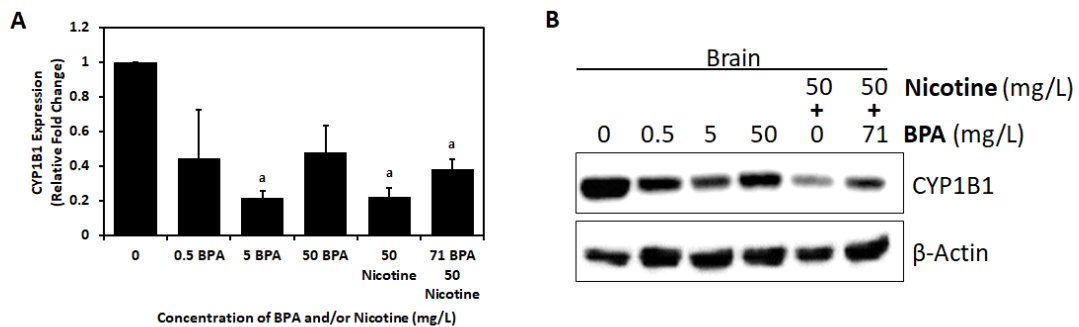 A
CYP1B1 Expression
(Relative Fold Change)
1.2
1
0.8
0.6
0.4
0.2
0
a
a
a
0 0.5 BPA 5 BPA 50 BPA 50 71 BPA
Nicotine 50
Nicotine
Concentration of BPA and/or Nicotine (mg/L)
B
Brain
50 50 Nicotine (mg/L)
+ +
0 0.5 5 50 0 71 BPA (mg/L)
CYP1B1
β-Actin